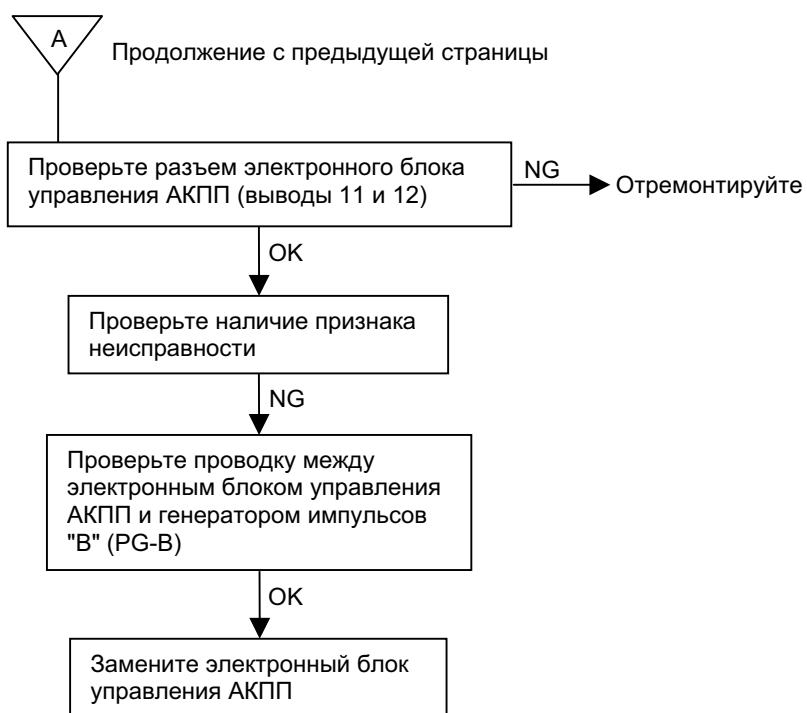 A
Продолжение с предыдущей страницы
Проверьте разъем электронного блока
управления АКПП (выводы 11 и 12)
NG
Отремонтируйте
OK
Проверьте наличие признака
неисправности
NG
Проверьте проводку между
электронным блоком управления
АКПП и генератором импульсов
"B" (PG-B)
OK
Замените электронный блок
управления АКПП